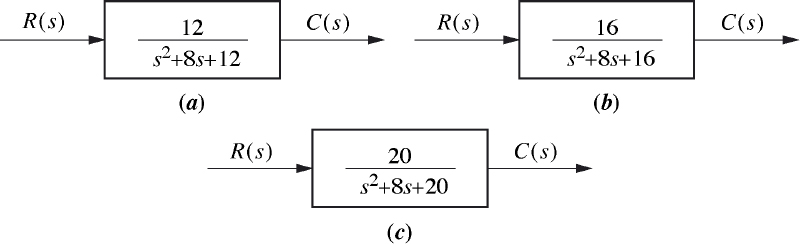 R(s) 12 / s²+8s+12 C(s) R(s) 16 / s²+8s+16 C(s)
(a) (b)
R(s) 20 / s²+8s+20 C(s)
(c)